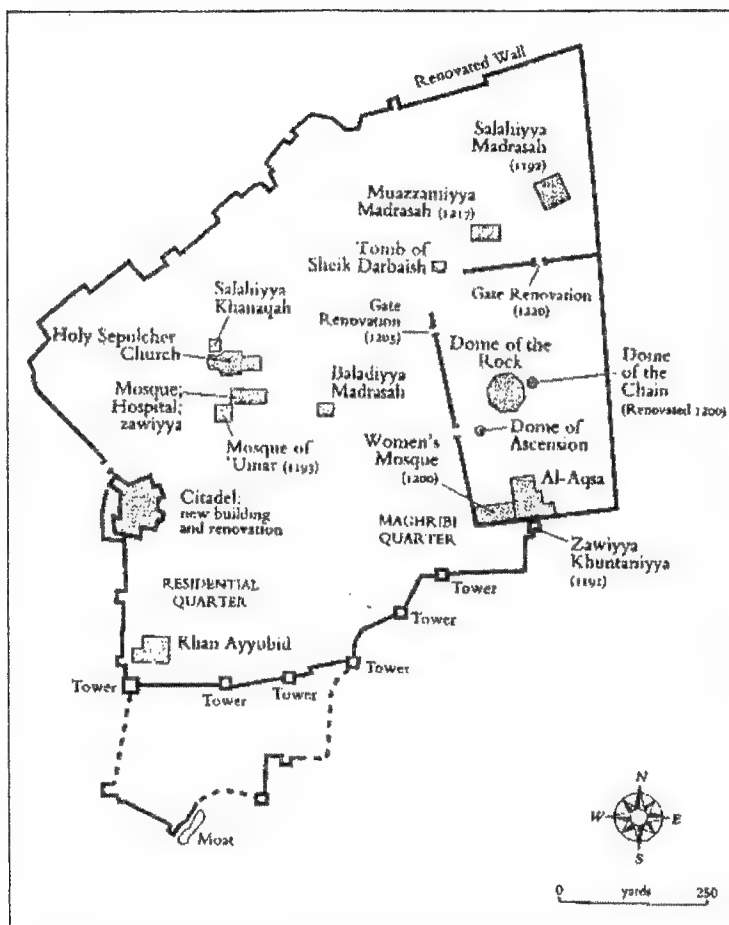 Renovated Wall
Salahiyya
Madrasah
(1192)
Muazzamiyya
Madrasah (1217)
Tomb of
Sheik Darbaish
Gate Renovation
(1220)
Salahiyya
Khanaqah
Gate
Renovation
(1205)
Holy Sepulcher
Church
Dome of the
Rock
Dome
of the
Chain
(Renovated 1200)
Mosque;
Hospital;
zawiyya
Baladiyya
Madrasah
Mosque of
'Umar (1193)
Women's
Mosque
(1200)
Dome of
Ascension
Al-Aqsa
Citadel:
new building
and renovation
MAGHRIBI
QUARTER
Zawiyya
Khuntaniyya
RESIDENTIAL
QUARTER
Tower
Tower
Khan Ayyubid
Tower
Tower
Tower
Tower
Moat
N
W
E
S
0 yards 250